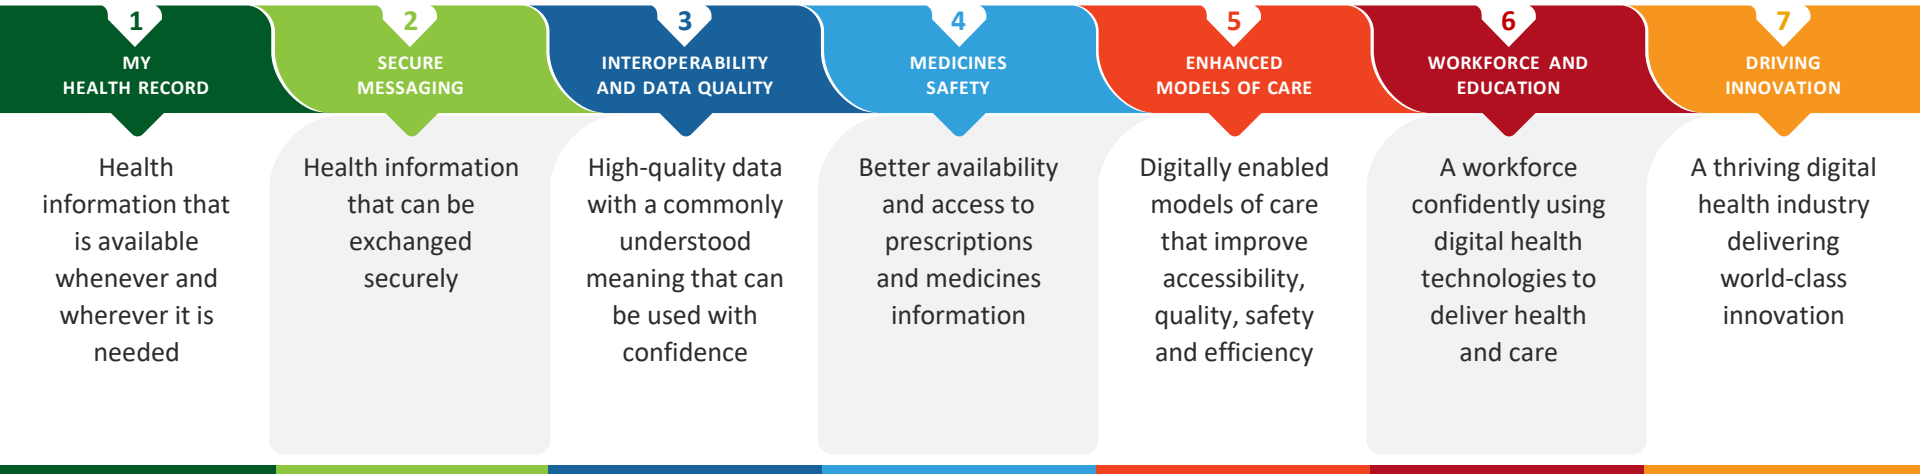 1
MY
HEALTH RECORD
Health
information that
is available
whenever and
wherever it is
needed
2
SECURE
MESSAGING
Health information
that can be
exchanged
securely
3
INTEROPERABILITY
AND DATA QUALITY
High-quality data
with a commonly
understood
meaning that can
be used with
confidence
4
MEDICINES
SAFETY
Better availability
and access to
prescriptions
and medicines
information
5
ENHANCED
MODELS OF CARE
Digitally enabled
models of care
that improve
accessibility,
quality, safety
and efficiency
6
WORKFORCE AND
EDUCATION
A workforce
confidently using
digital health
technologies to
deliver health
and care
7
DRIVING
INNOVATION
A thriving digital
health industry
delivering
world-class
innovation